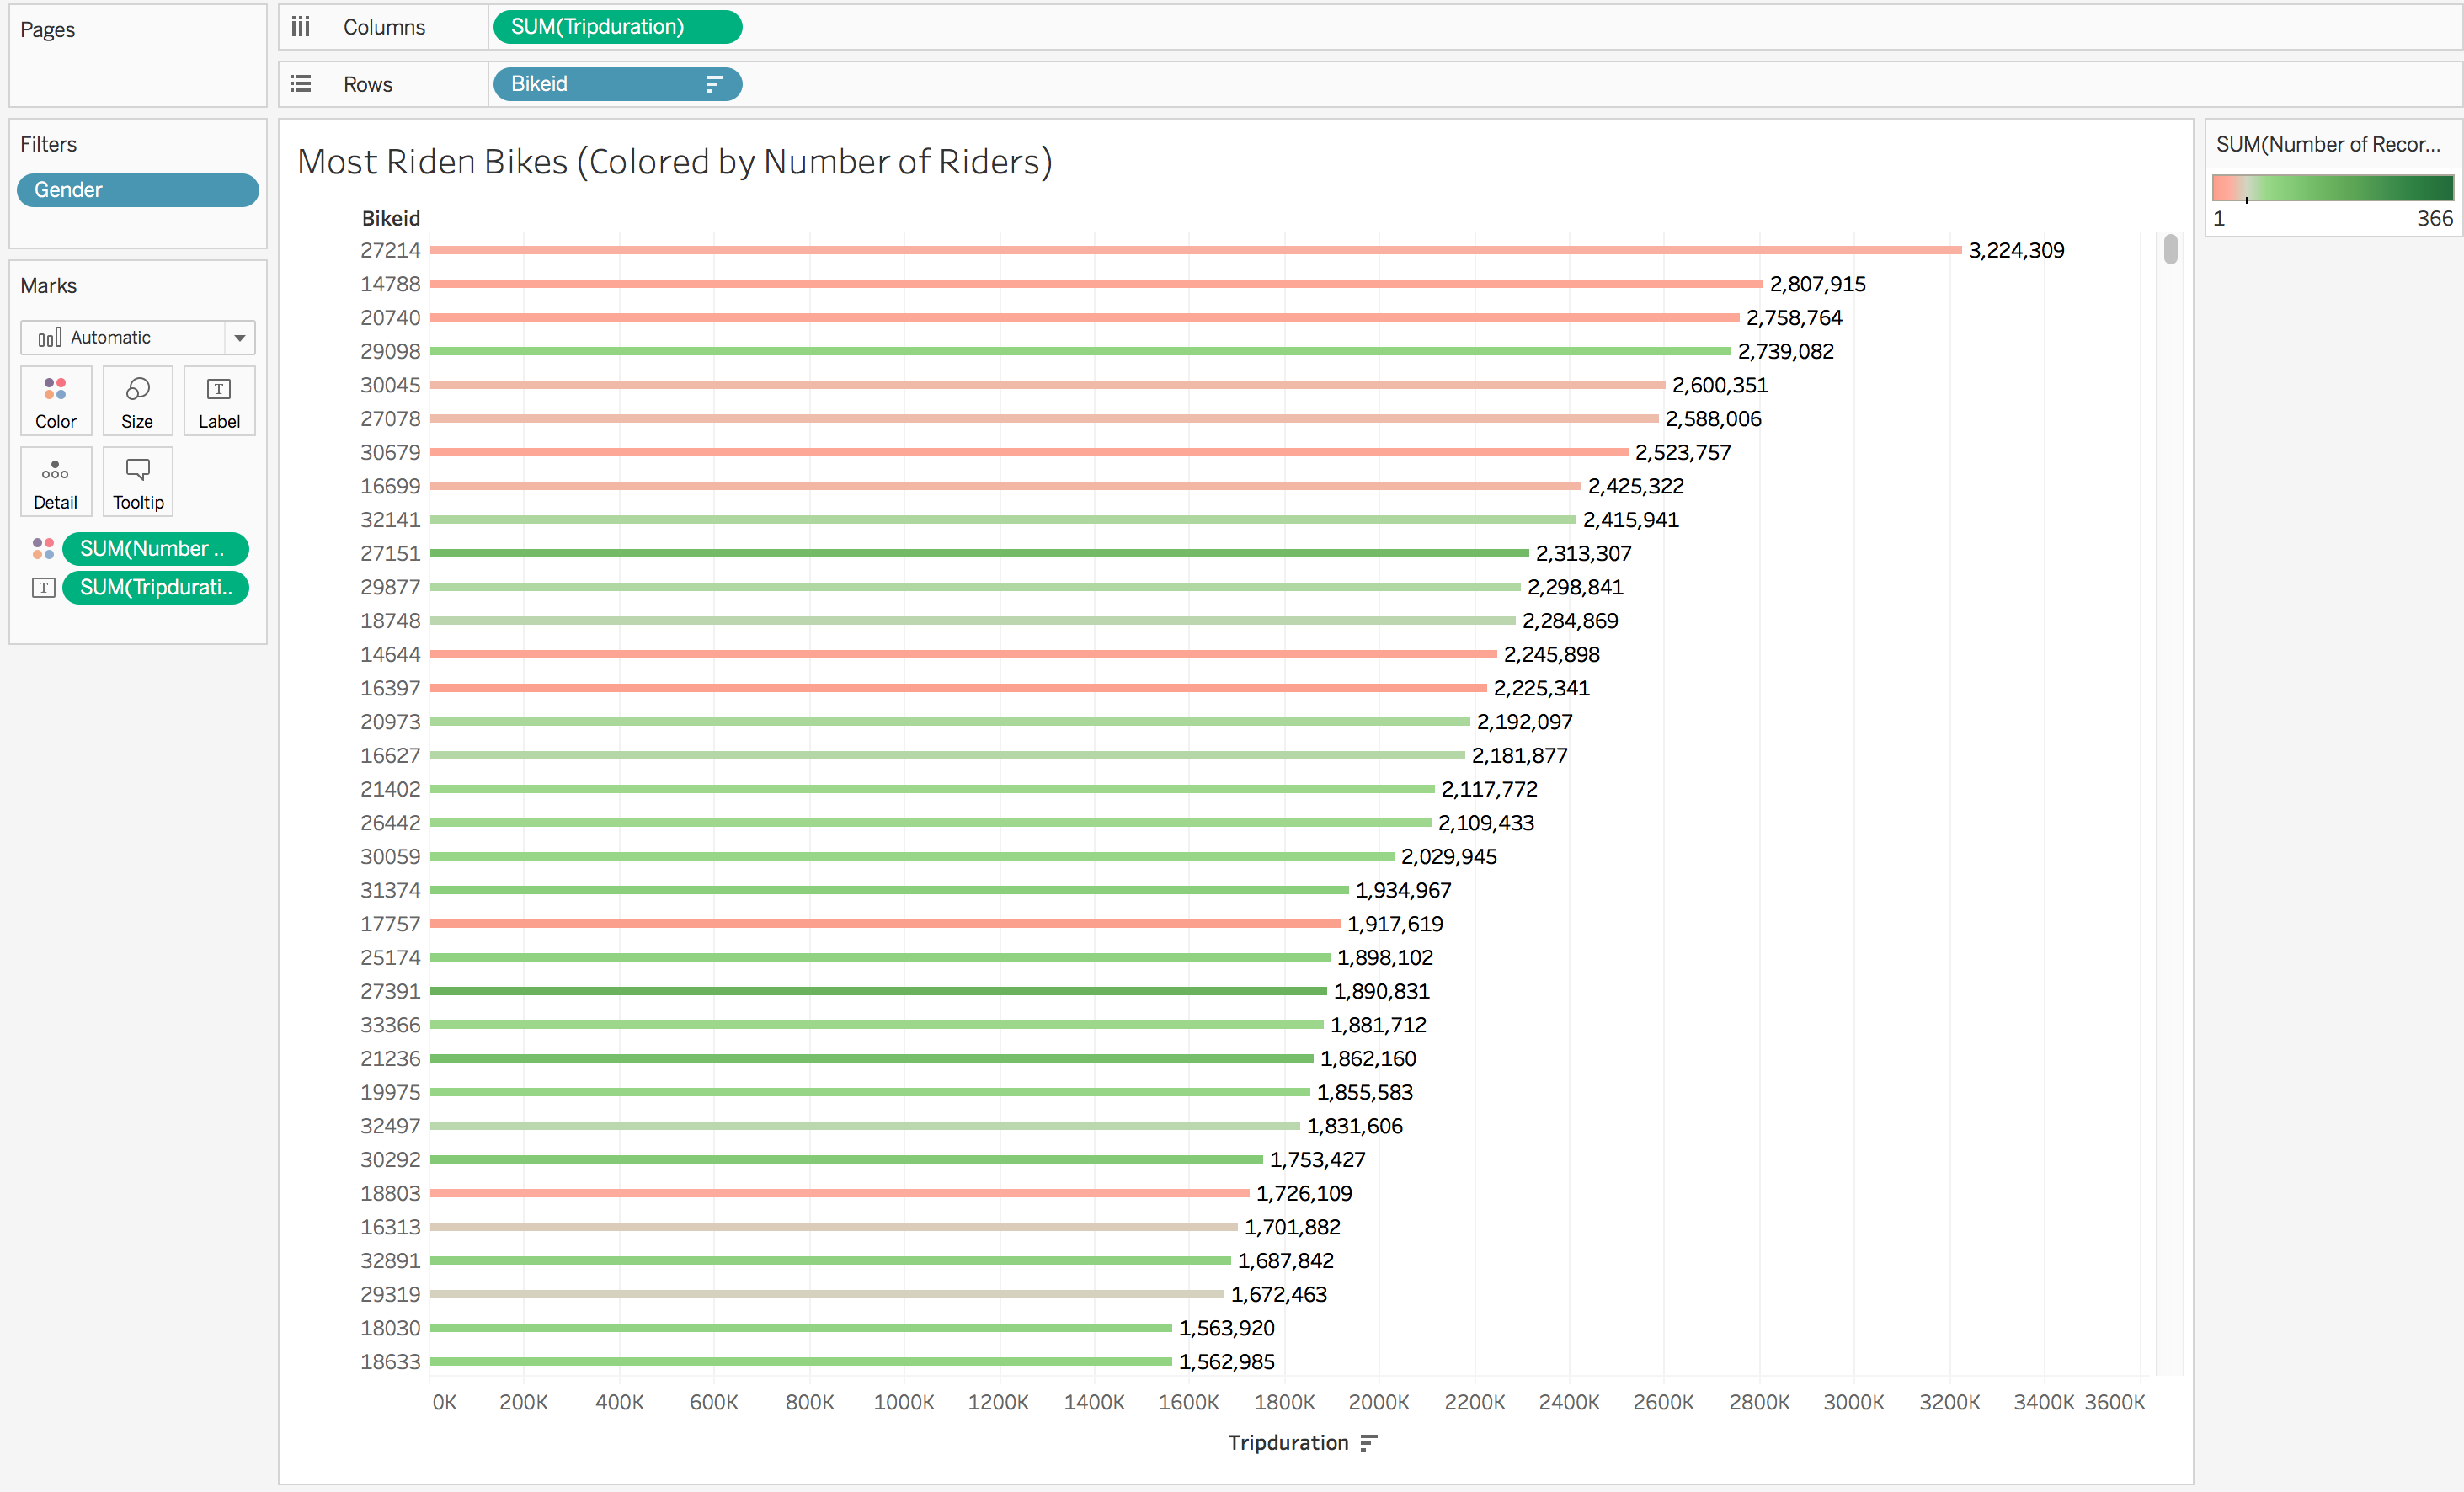 Pages
Columns
SUM(Tripduration)
Rows
Bikeid
Filters
Gender
Marks
Automatic
Color
Size
Label
Detail
Tooltip
SUM(Number ..
SUM(Tripdurati..
Most Riden Bikes (Colored by Number of Riders)
Bikeid
27214 3,224,309
14788 2,807,915
20740 2,758,764
29098 2,739,082
30045 2,600,351
27078 2,588,006
30679 2,523,757
16699 2,425,322
32141 2,415,941
27151 2,313,307
29877 2,298,841
18748 2,284,869
14644 2,245,898
16397 2,225,341
20973 2,192,097
16627 2,181,877
21402 2,117,772
26442 2,109,433
30059 2,029,945
31374 1,934,967
17757 1,917,619
25174 1,898,102
27391 1,890,831
33366 1,881,712
21236 1,862,160
19975 1,855,583
32497 1,831,606
30292 1,753,427
18803 1,726,109
16313 1,701,882
32891 1,687,842
29319 1,672,463
18030 1,563,920
18633 1,562,985
0K 200K 400K 600K 800K 1000K 1200K 1400K 1600K 1800K 2000K 2200K 2400K 2600K 2800K 3000K 3200K 3400K 3600K
Tripduration
SUM(Number of Recor...
1 366